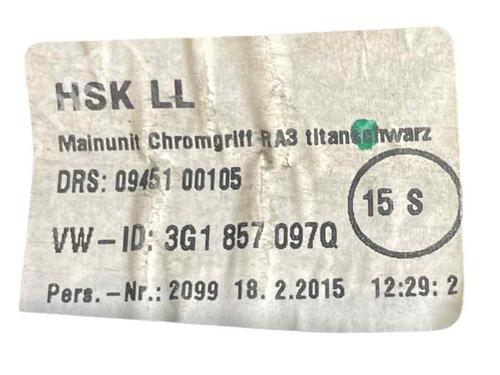 HSK LL
Mainunit Chromgriff RA3 titanschwarz
DRS: 09451 00105
15 S
VW-ID: 3G1 857 097Q
Pers.-Nr.: 2099 18. 2.2015 12:29: 2